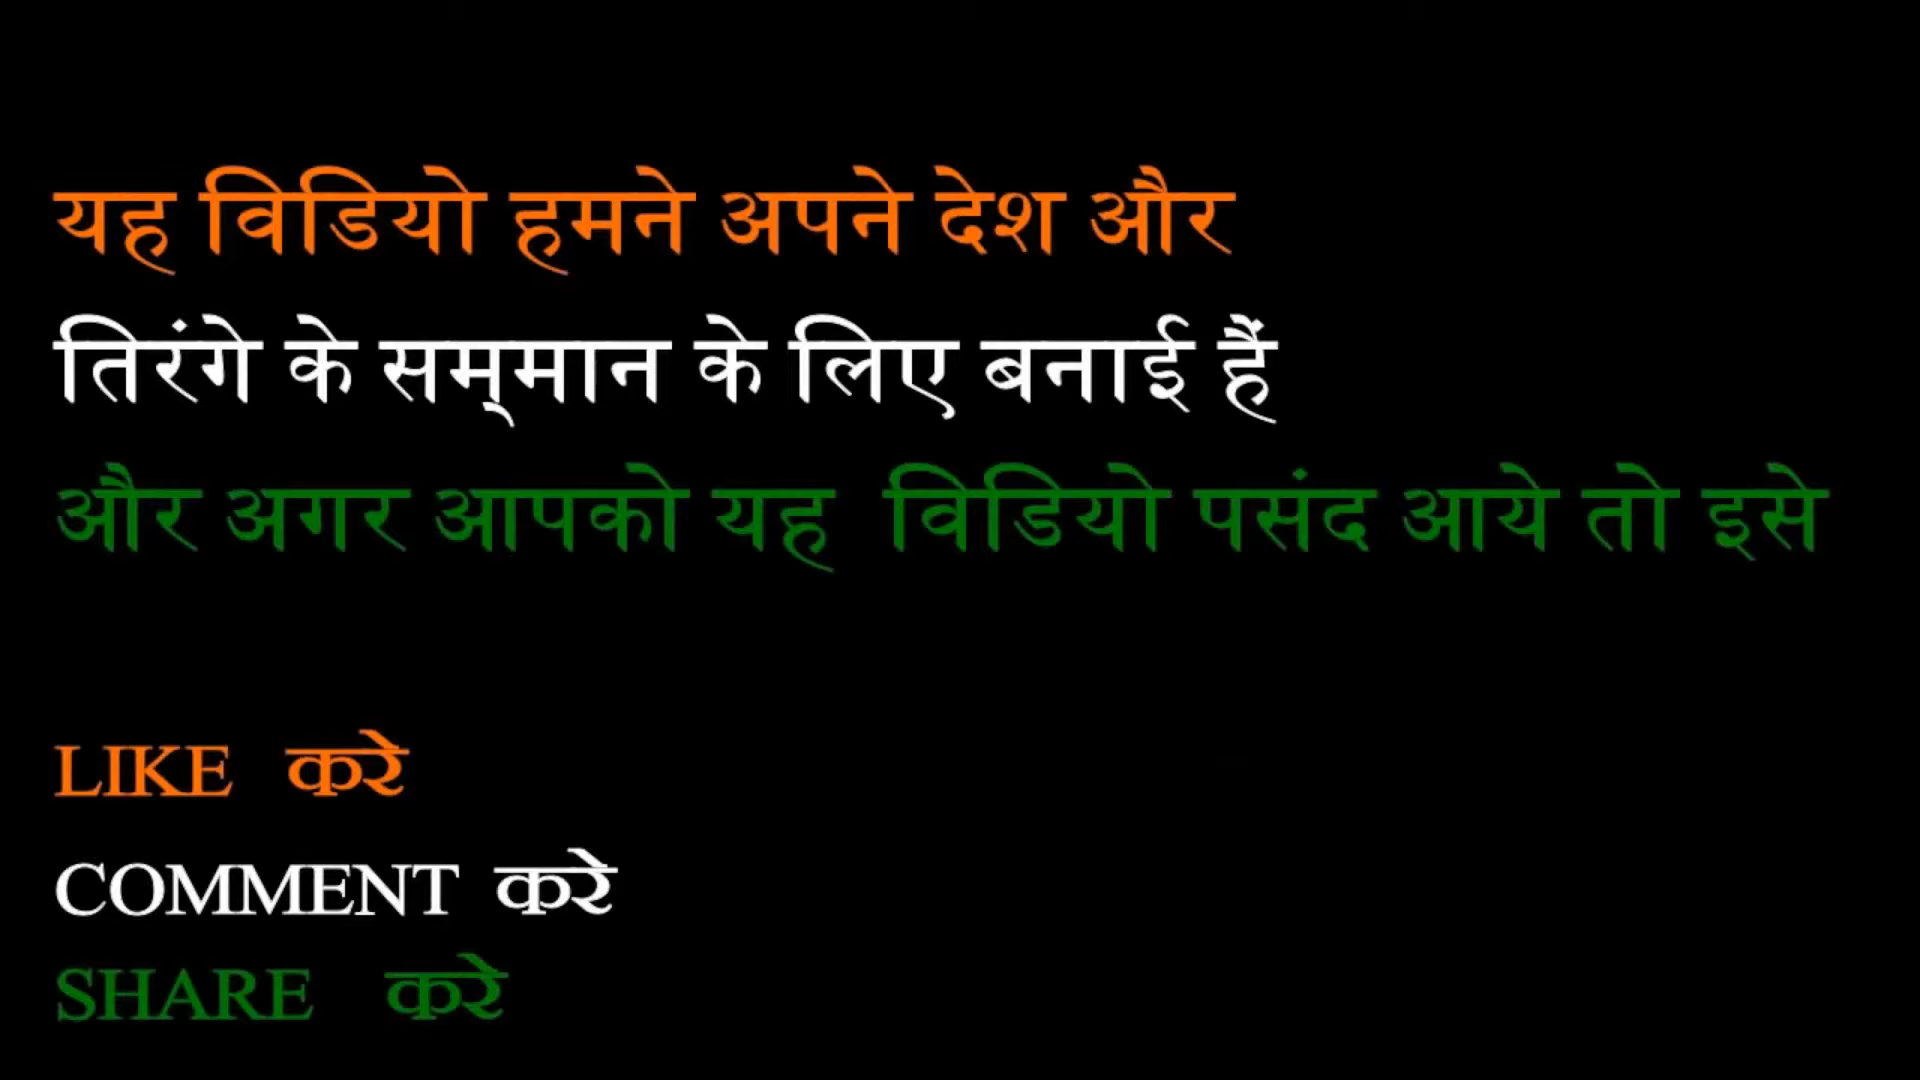 यह विडियो हमने अपने देश और
तिरंगे के सम्‌मान के लिए बनाई हैं
और अगर आपको यह विडियो पसंद आये तो इसे
LIKE करे
COMMENT करे
SHARE करे